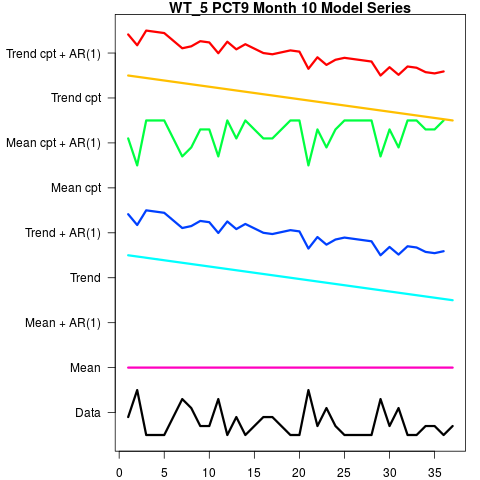 WT_5 PCT9 Month 10 Model Series
Trend cpt + AR(1)
Trend cpt
Mean cpt + AR(1)
Mean cpt
Trend + AR(1)
Trend
Mean + AR(1)
Mean
Data
0 5 10 15 20 25 30 35